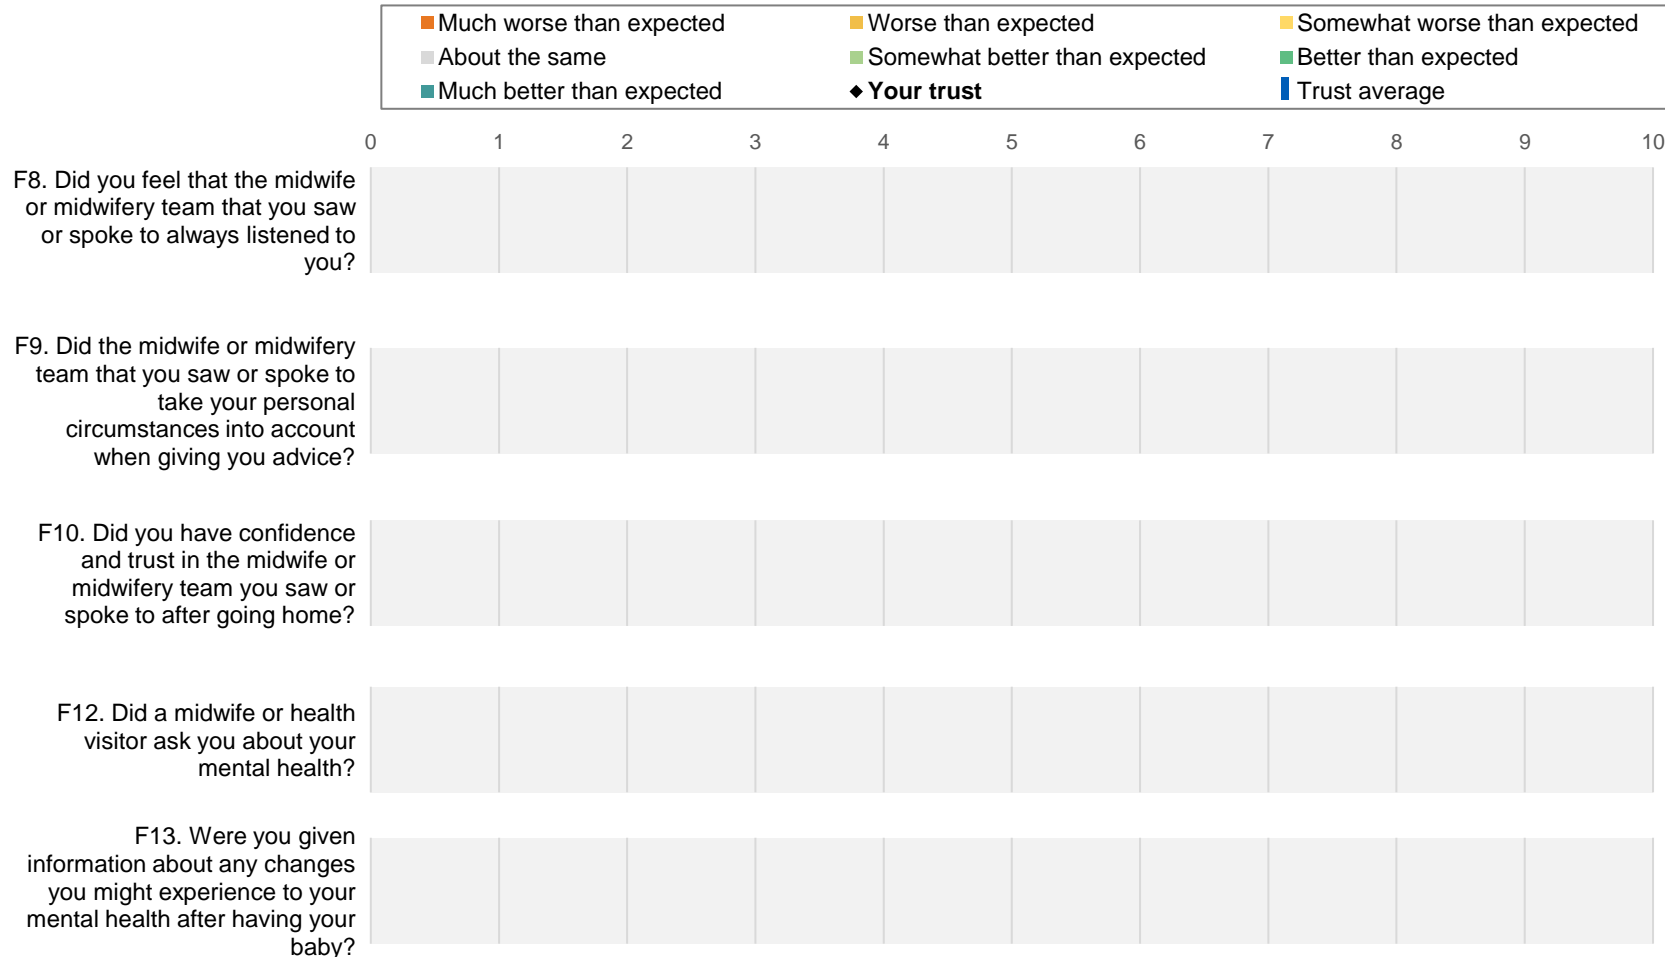 Much worse than expected Worse than expected Somewhat worse than expected
About the same Somewhat better than expected Better than expected
Much better than expected Your trust Trust average
0 1 2 3 4 5 6 7 8 9 10
F8. Did you feel that the midwife
or midwifery team that you saw
or spoke to always listened to
you?
F9. Did the midwife or midwifery
team that you saw or spoke to
take your personal
circumstances into account
when giving you advice?
F10. Did you have confidence
and trust in the midwife or
midwifery team you saw or
spoke to after going home?
F12. Did a midwife or health
visitor ask you about your
mental health?
F13. Were you given
information about any changes
you might experience to your
mental health after having your
baby?